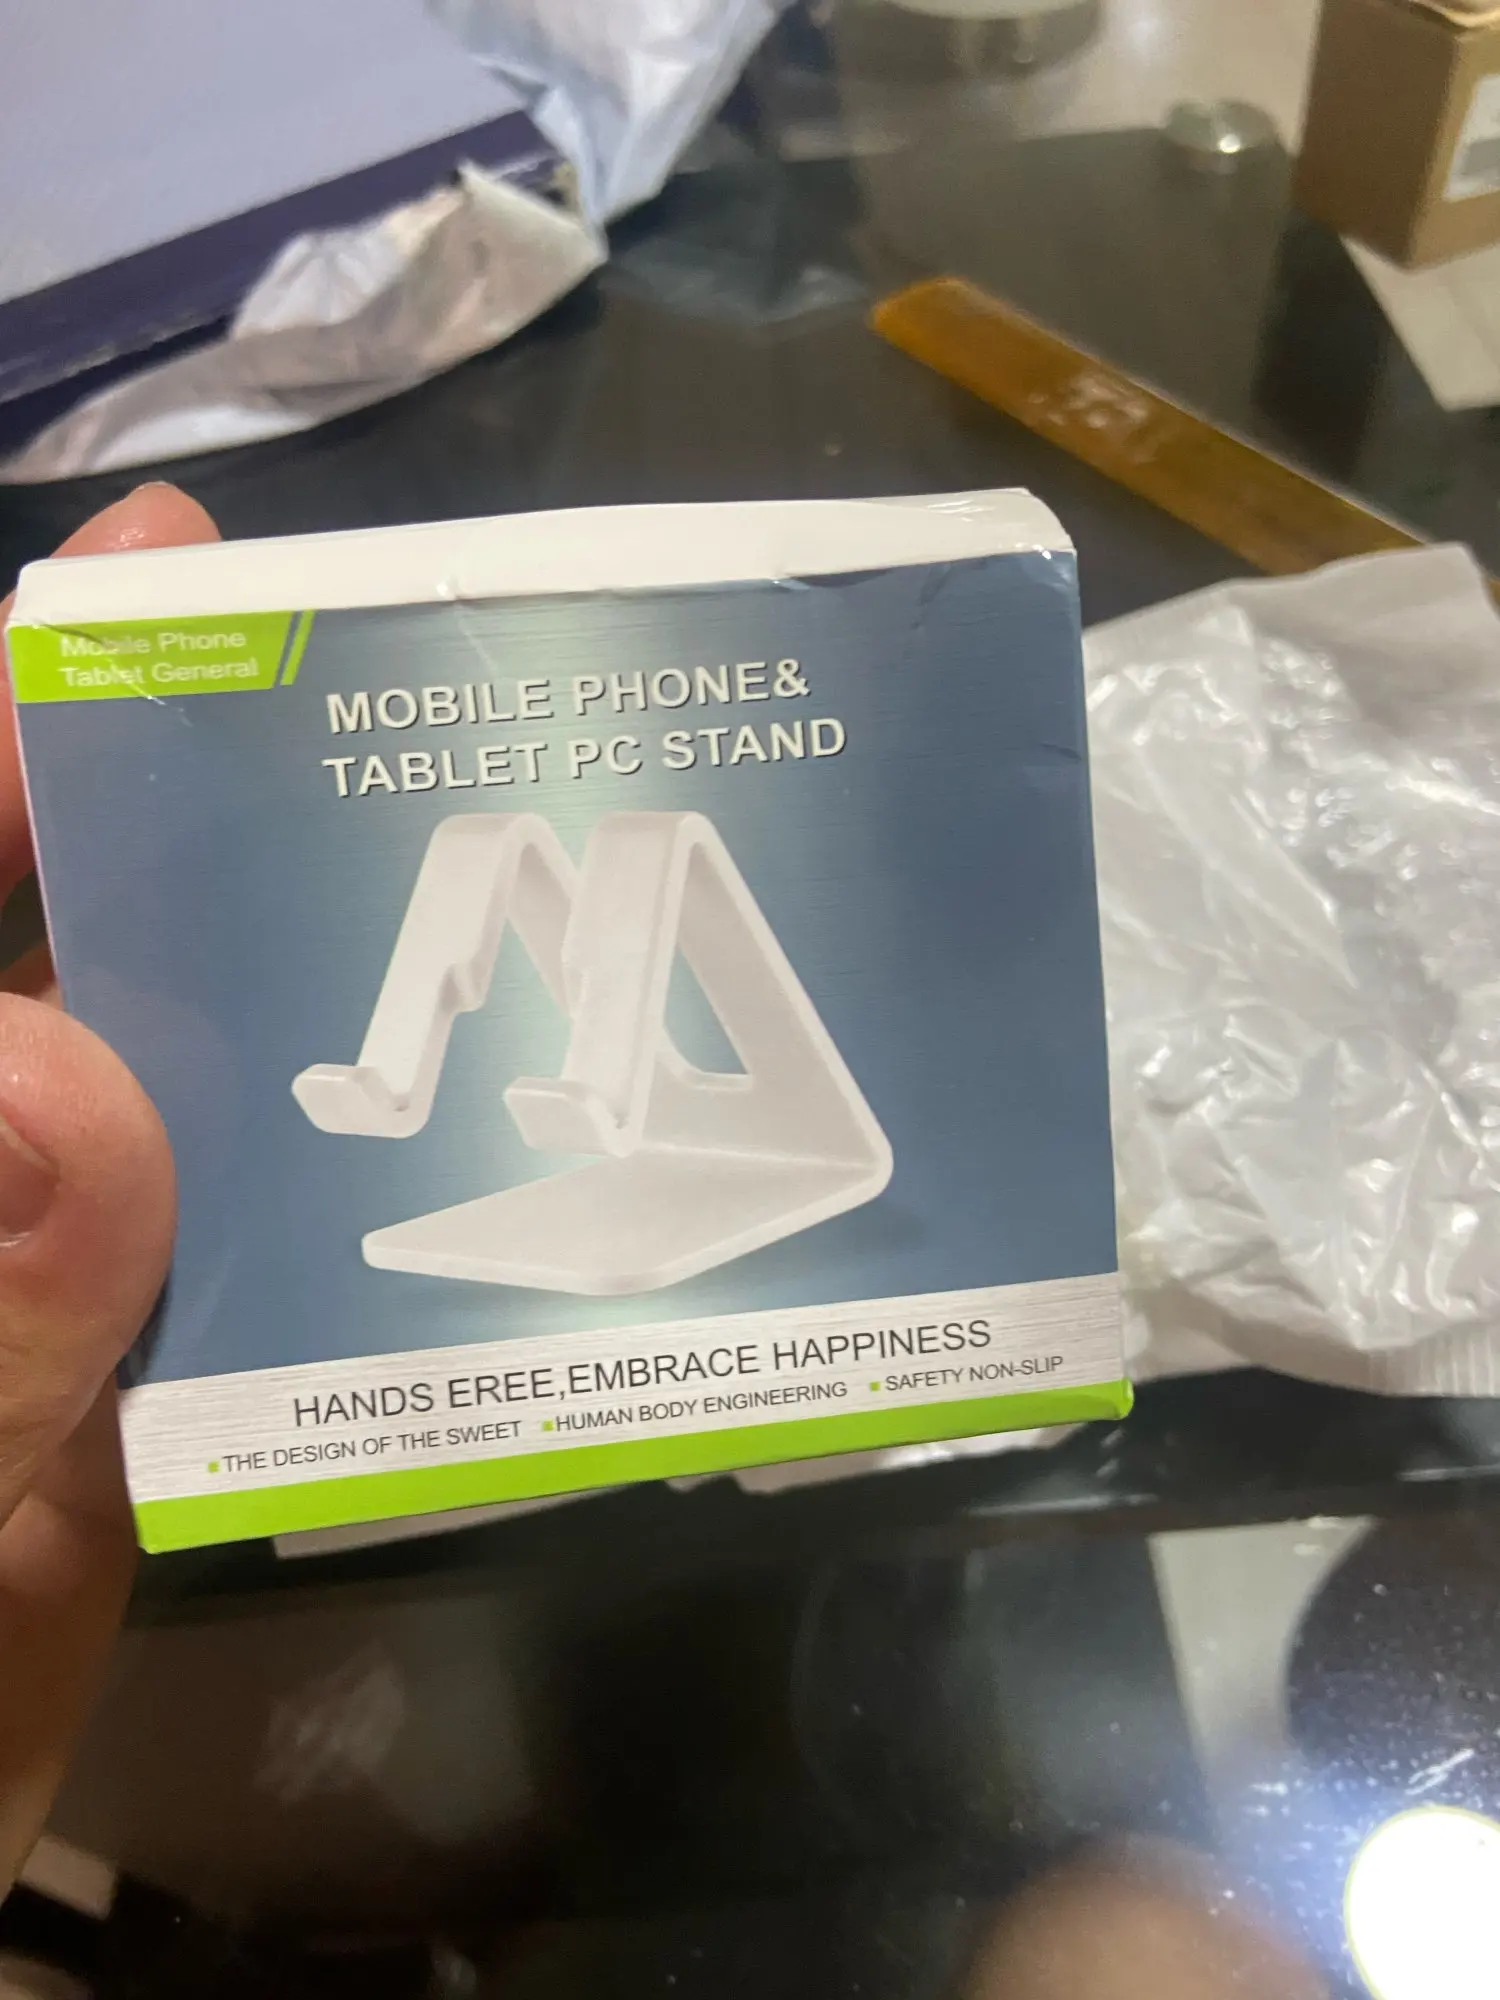 Mobile Phone
Tablet General
MOBILE PHONE&
TABLET PC STAND
HANDS EREE,EMBRACE HAPPINESS
THE DESIGN OF THE SWEET
HUMAN BODY ENGINEERING
SAFETY NON-SLIP